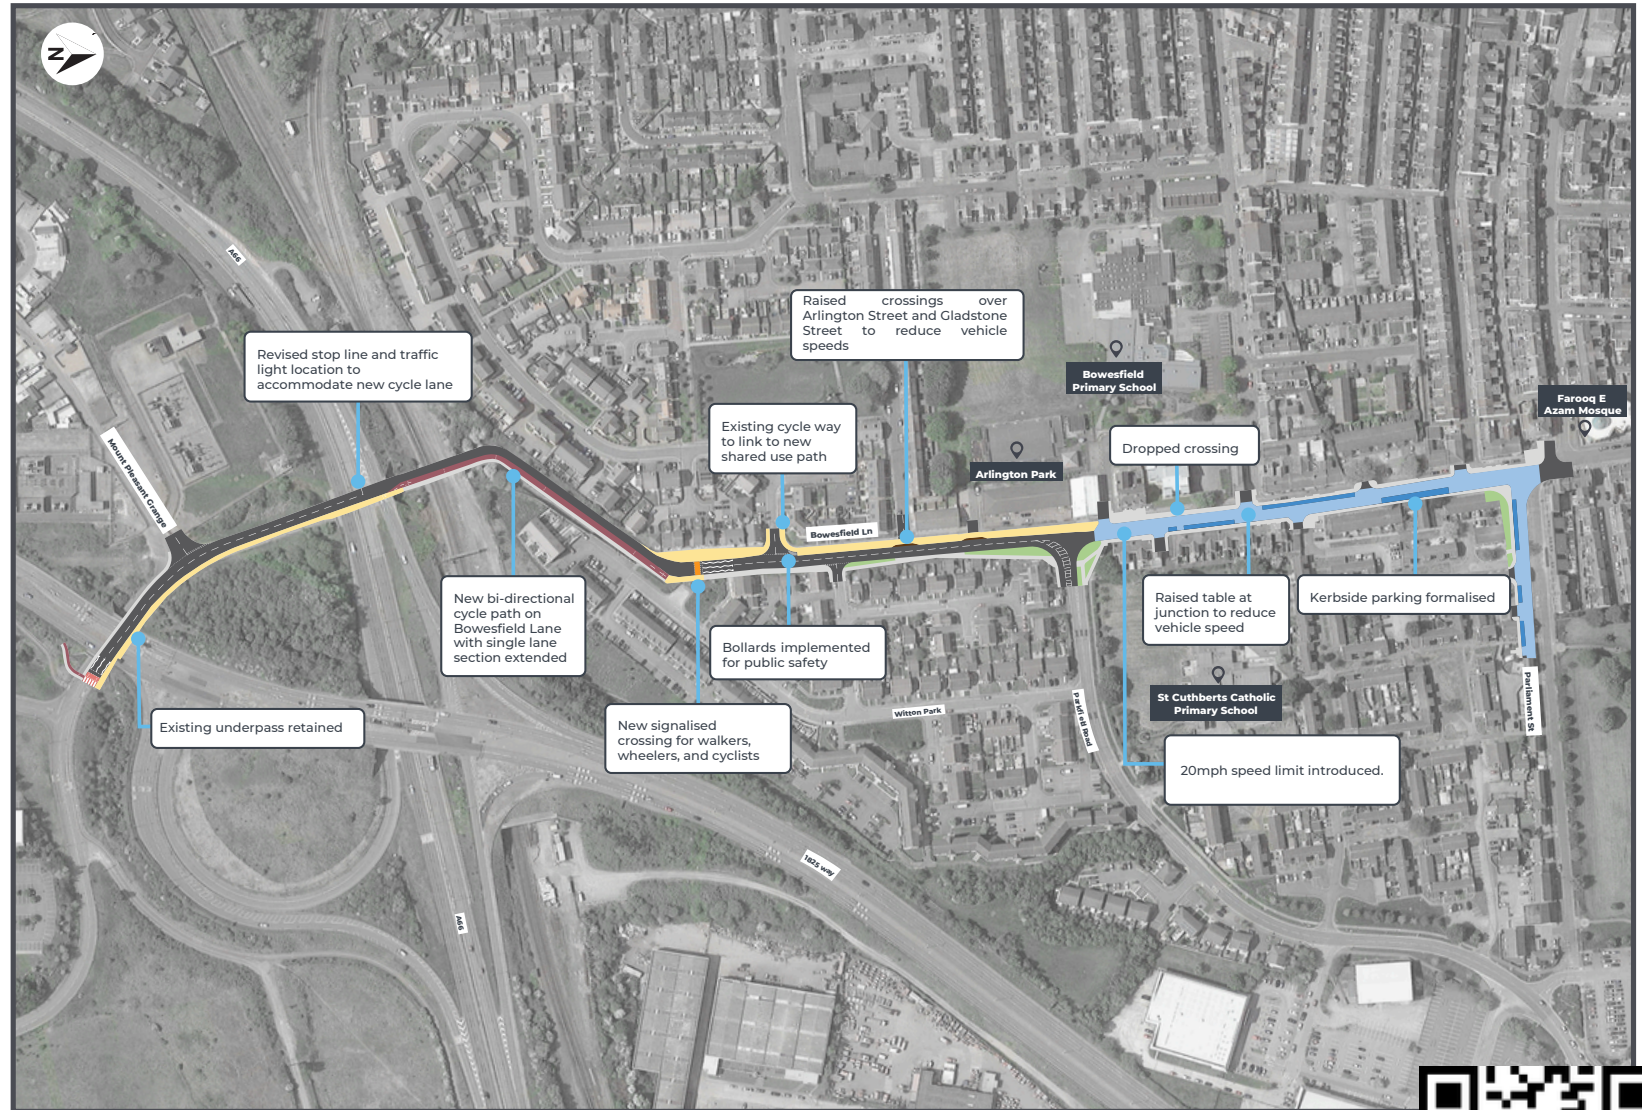 N
A66
Raised crossings over
Arlington Street and Gladstone
Street to reduce vehicle
speeds
Revised stop line and traffic
light location to
accommodate new cycle lane
Bowesfield
Primary School
Farooq E
Azam Mosque
Existing cycle way
to link to new
shared use path
Dropped crossing
Arlington Park
Mount Pleasant Grange
Bowesfield Ln
New bi-directional
cycle path on
Bowesfield Lane
with single lane
section extended
Raised table at
junction to reduce
vehicle speed
Kerbside parking formalised
Bollards implemented
for public safety
St Cuthberts Catholic
Primary School
Parliament St
Parkfield Road
Witton Park
Existing underpass retained
New signalised
crossing for walkers,
wheelers, and cyclists
20mph speed limit introduced.
1825 way
A66